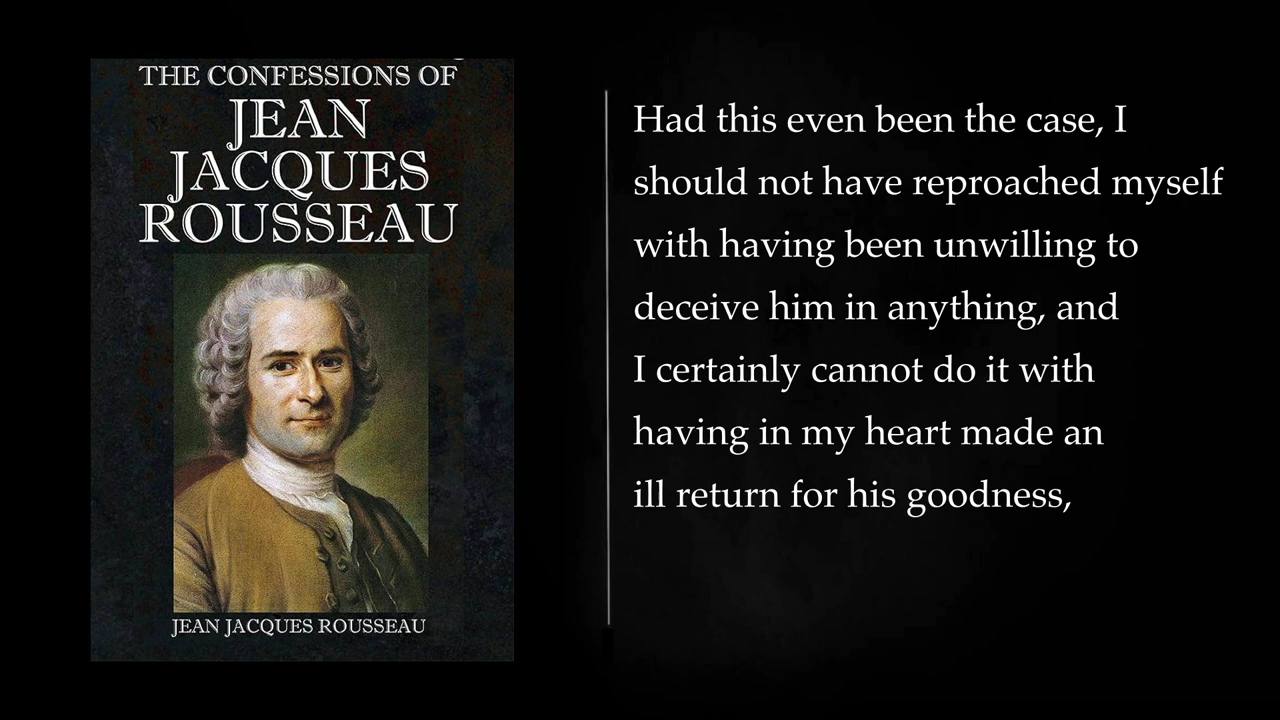 THE CONFESSIONS OF
JEAN
JACQUES
ROUSSEAU
JEAN JACQUES ROUSSEAU
Had this even been the case, I
should not have reproached myself
with having been unwilling to
deceive him in anything, and
I certainly cannot do it with
having in my heart made an
ill return for his goodness,